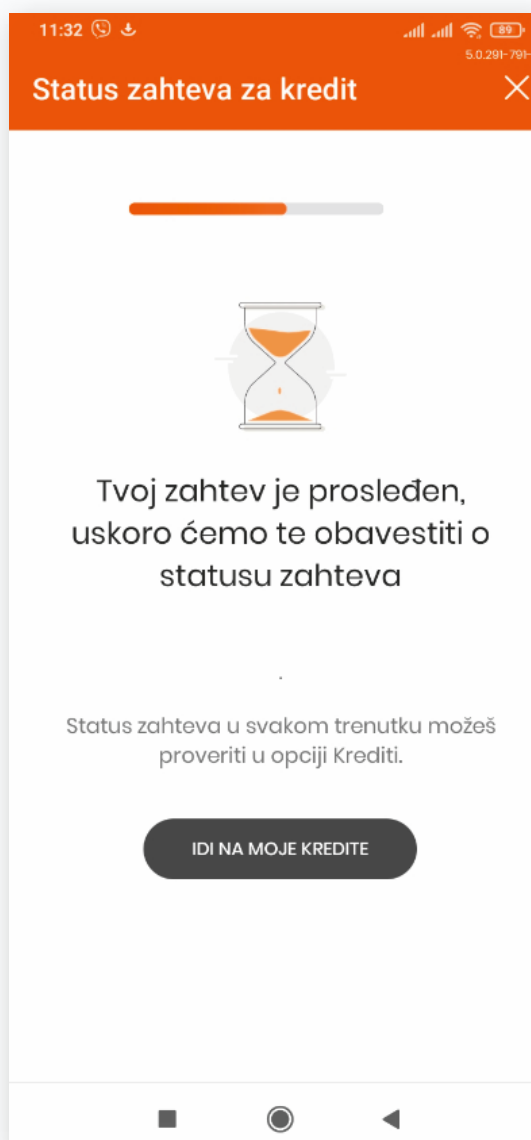 11:32
89
5.0.291-791-
Status zahteva za kredit
Tvoj zahtev je prosleđen,
uskoro ćemo te obavestiti o
statusu zahteva
.
Status zahteva u svakom trenutku možeš
proveriti u opciji Krediti.
IDI NA MOJE KREDITE